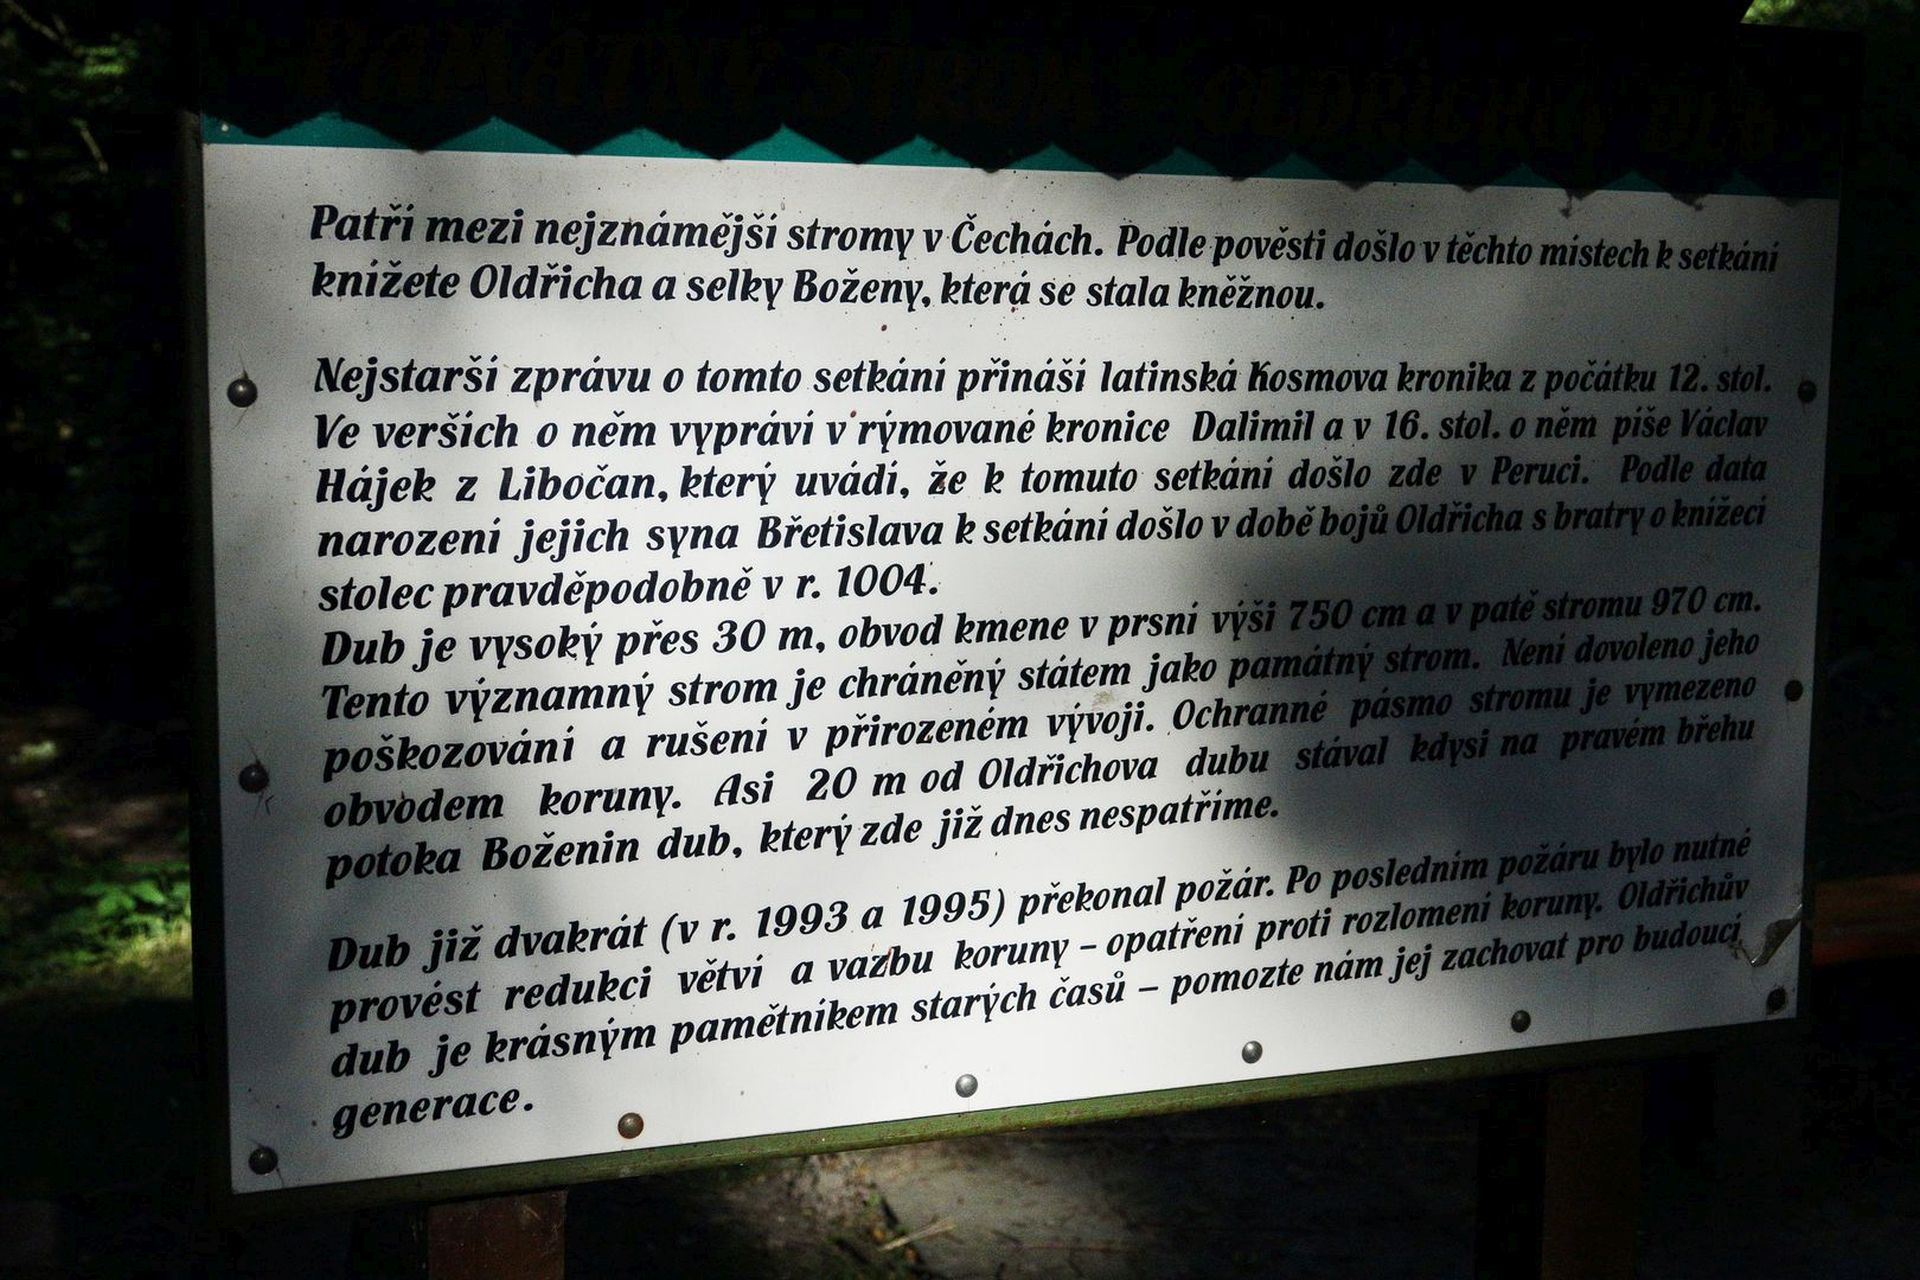 PAMÁTNÝ STROM - OLDŘICHŮV DUB
Patří mezi nejznámější stromy v Čechách. Podle pověsti došlo v těchto místech k setkání
knížete Oldřicha a selky Boženy, která se stala kněžnou.
Nejstarší zprávu o tomto setkání přináší latinská Kosmova kronika z počátku 12. stol.
Ve verších o něm vypráví v rýmované kronice Dalimil a v 16. stol. o něm píše Václav
Hájek z Libočan, který uvádí, že k tomuto setkání došlo zde v Peruci. Podle data
narození jejich syna Břetislava k setkání došlo v době bojů Oldřicha s bratry o knížecí
stolec pravděpodobně v r. 1004.
Dub je vysoký přes 30 m, obvod kmene v prsní výši 750 cm a v patě stromu 970 cm.
Tento významný strom je chráněný státem jako památný strom. Není dovoleno jeho
poškozování a rušení v přirozeném vývoji. Ochranné pásmo stromu je vymezeno
obvodem koruny. Asi 20 m od Oldřichova dubu stával kdysi na pravém břehu
potoka Boženin dub, který zde již dnes nespatříme.
Dub již dvakrát (v r. 1993 a 1995) překonal požár. Po posledním požáru bylo nutné
provést redukci větví a vazbu koruny – opatření proti rozlomení koruny. Oldřichův
dub je krásným pamětníkem starých časů – pomozte nám jej zachovat pro budoucí
generace.